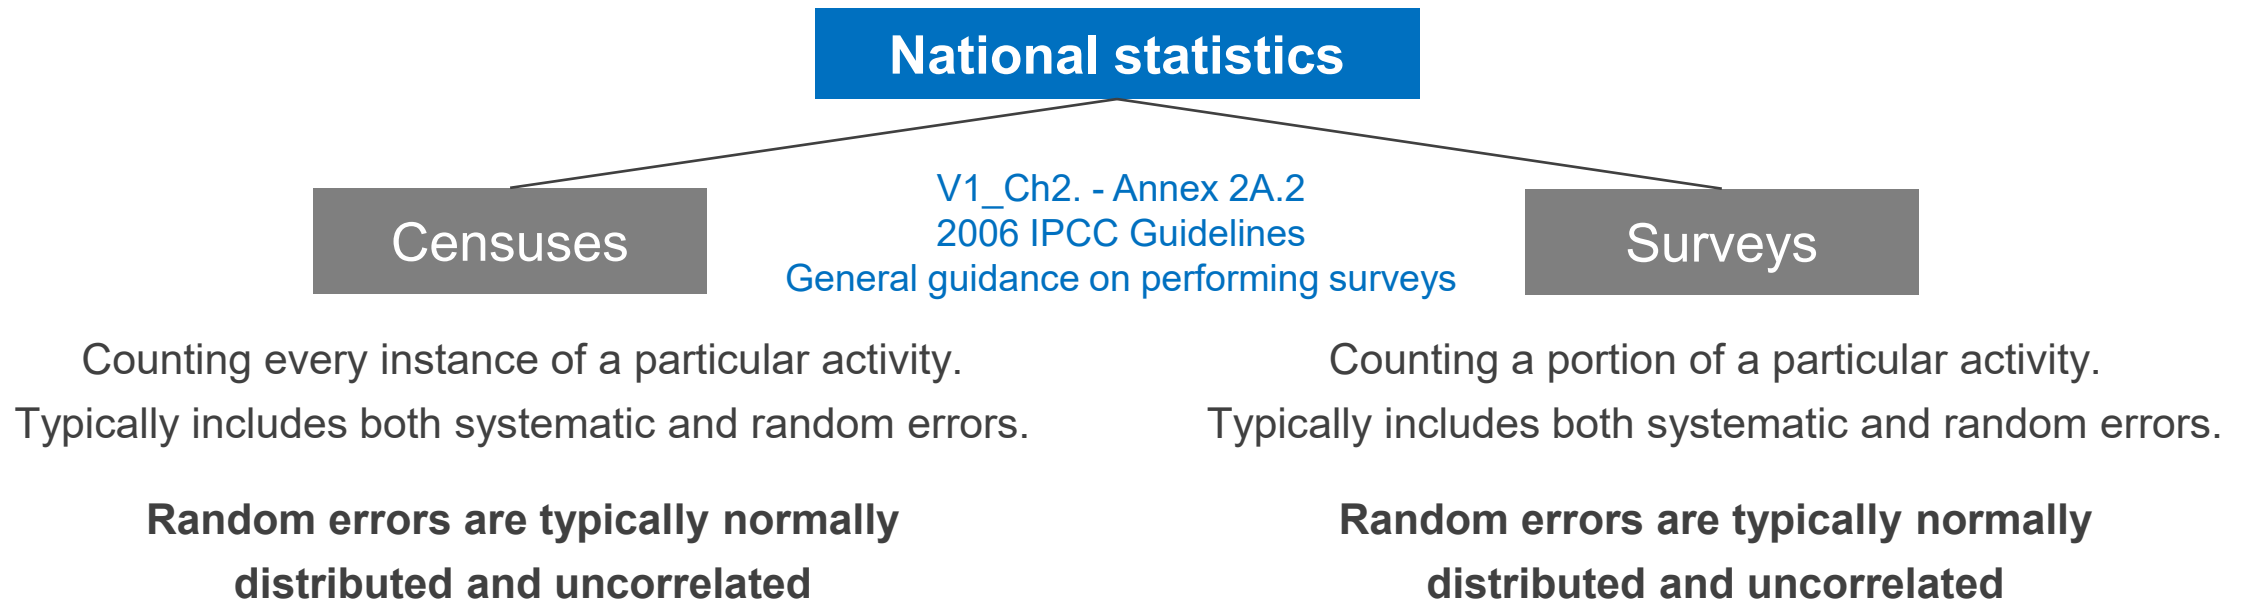 National statistics
Censuses
V1_Ch2. - Annex 2A.2
2006 IPCC Guidelines
General guidance on performing surveys
Surveys
Counting every instance of a particular activity.
Typically includes both systematic and random errors.
Random errors are typically normally
distributed and uncorrelated
Counting a portion of a particular activity.
Typically includes both systematic and random errors.
Random errors are typically normally
distributed and uncorrelated